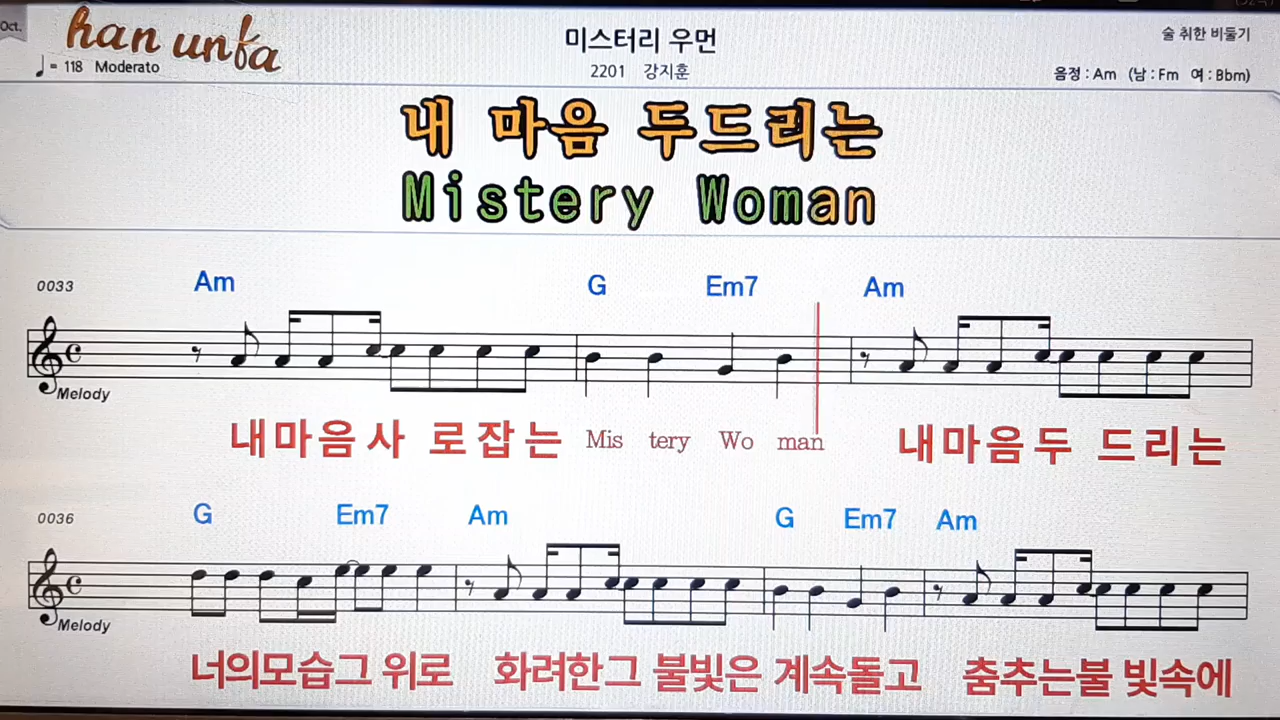 Oct.
han unfa
♩ = 118 Moderato
미스터리 우먼
2201 강지훈
술 취한 비둘기
음정 : Am (남 : Fm 여 : Bbm)
내 마음 두드리는
Mistery Woman
0033 Am G Em7 Am
Melody
내마음사 로잡는 Mis tery Wo man 내마음두 드리는
0036 G Em7 Am G Em7 Am
Melody
너의모습그 위로 화려한그 불빛은 계속돌고 춤추는불 빛속에